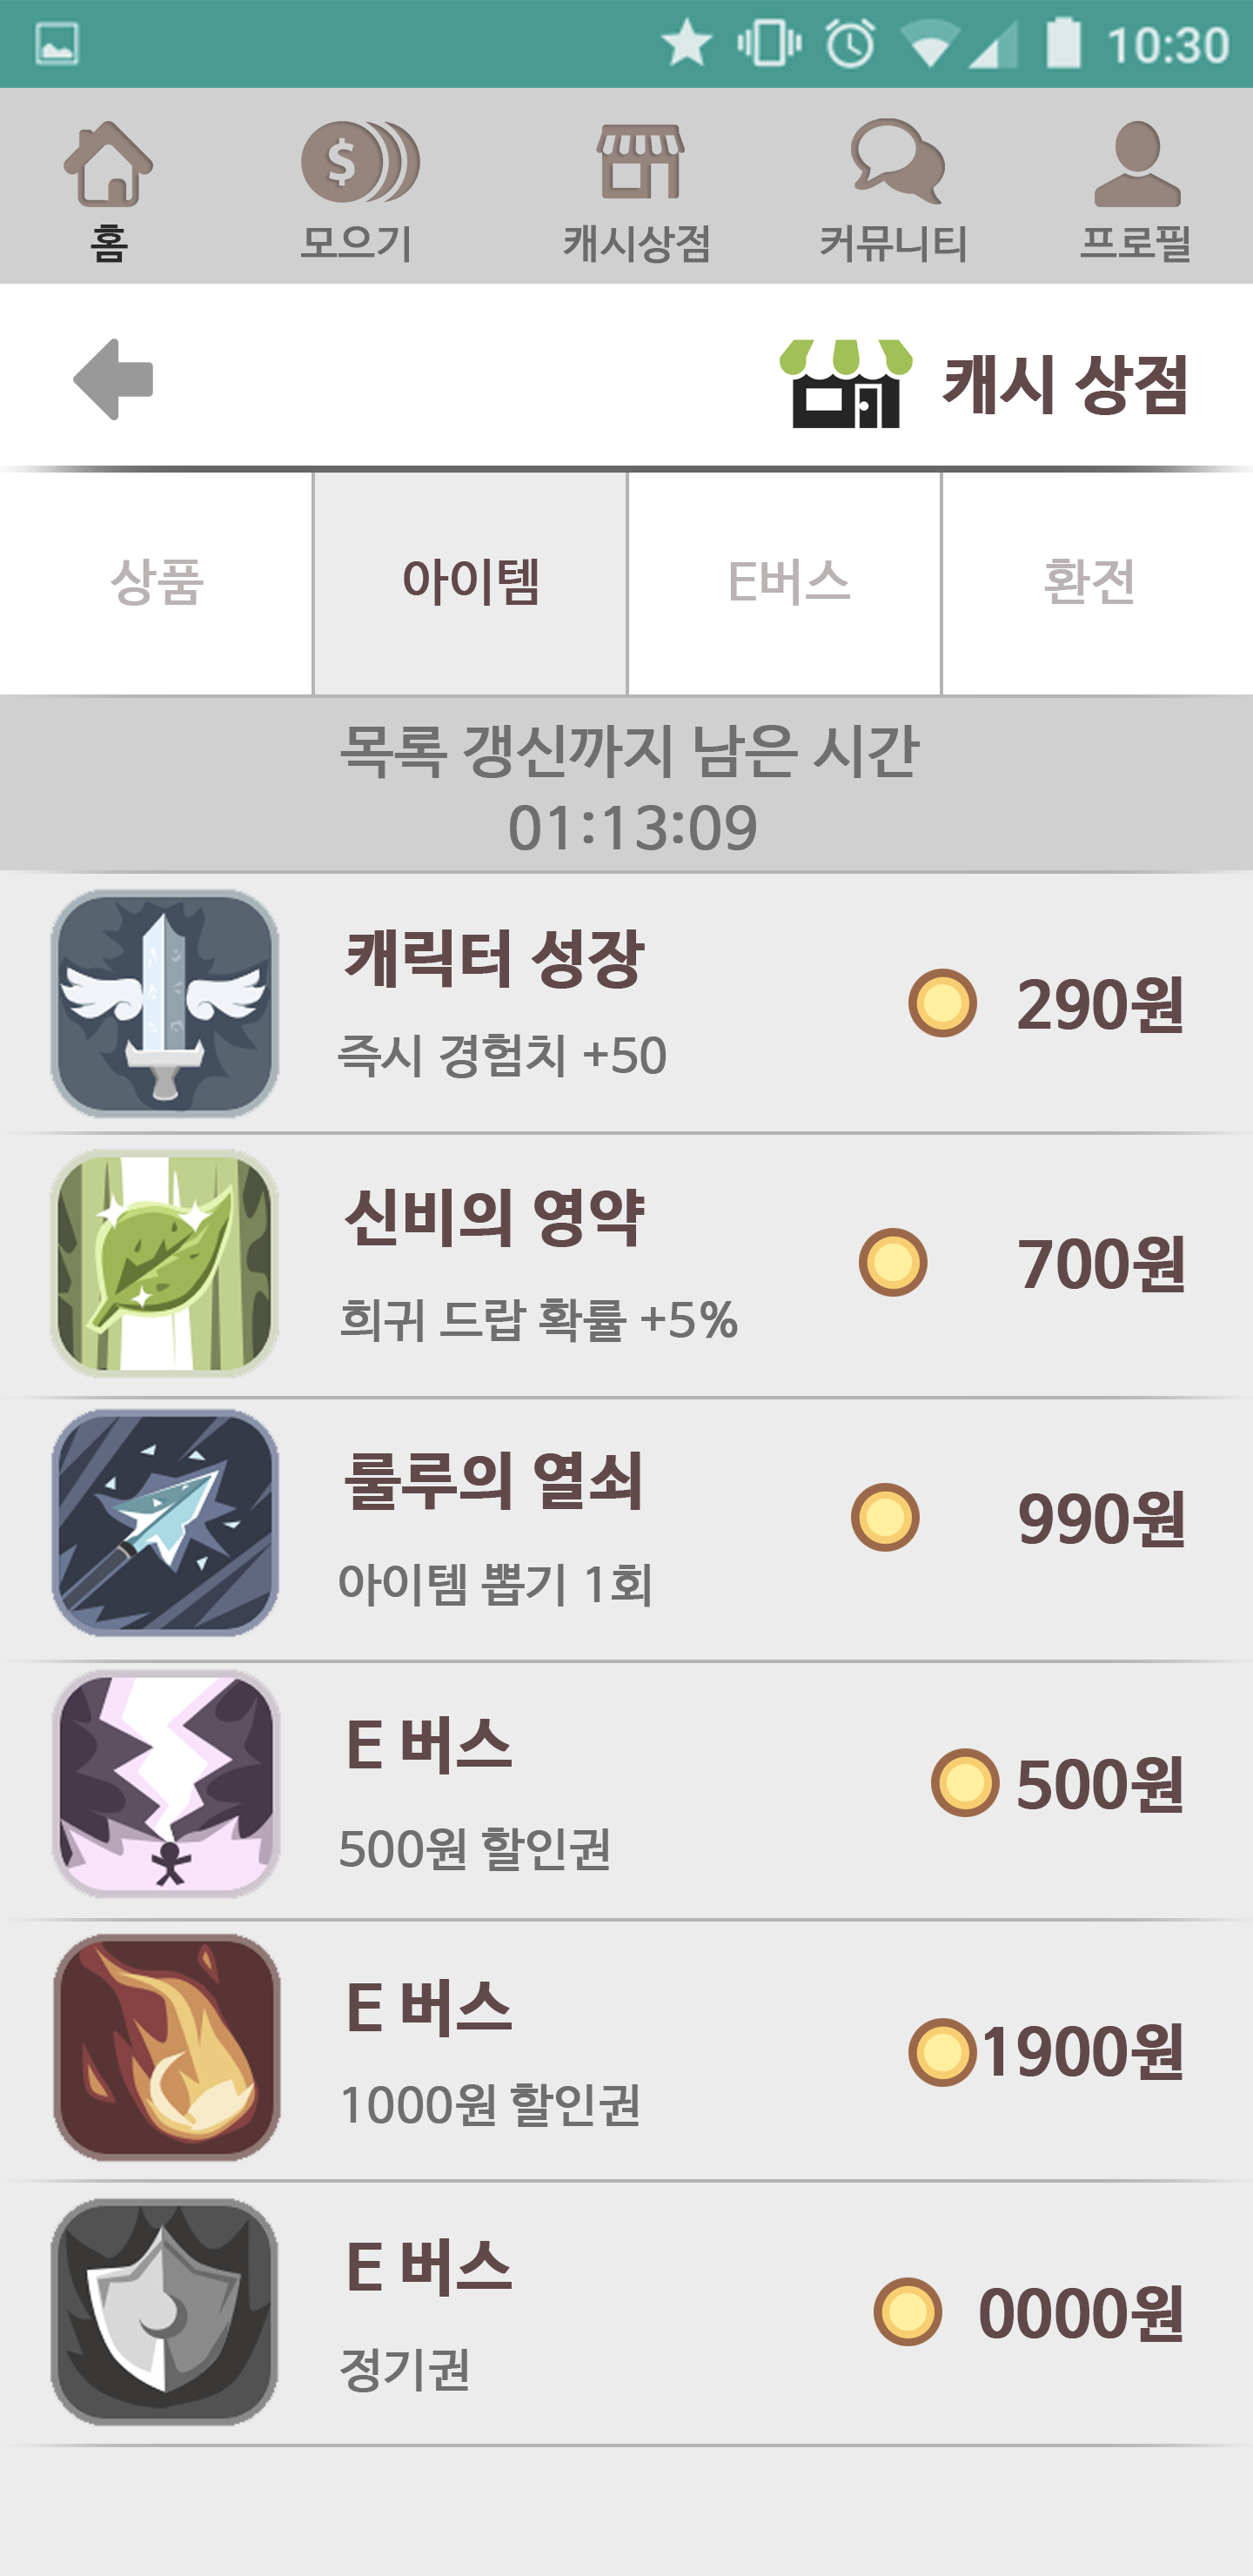 10:30
홈
모으기
캐시상점
커뮤니티
프로필
캐시 상점
상품
아이템
E버스
환전
목록 갱신까지 남은 시간
01:13:09
캐릭터 성장
290원
즉시 경험치 +50
신비의 영약
700원
희귀 드랍 확률 +5%
룰루의 열쇠
990원
아이템 뽑기 1회
E 버스
500원
500원 할인권
E 버스
1900원
1000원 할인권
E 버스
0000원
정기권